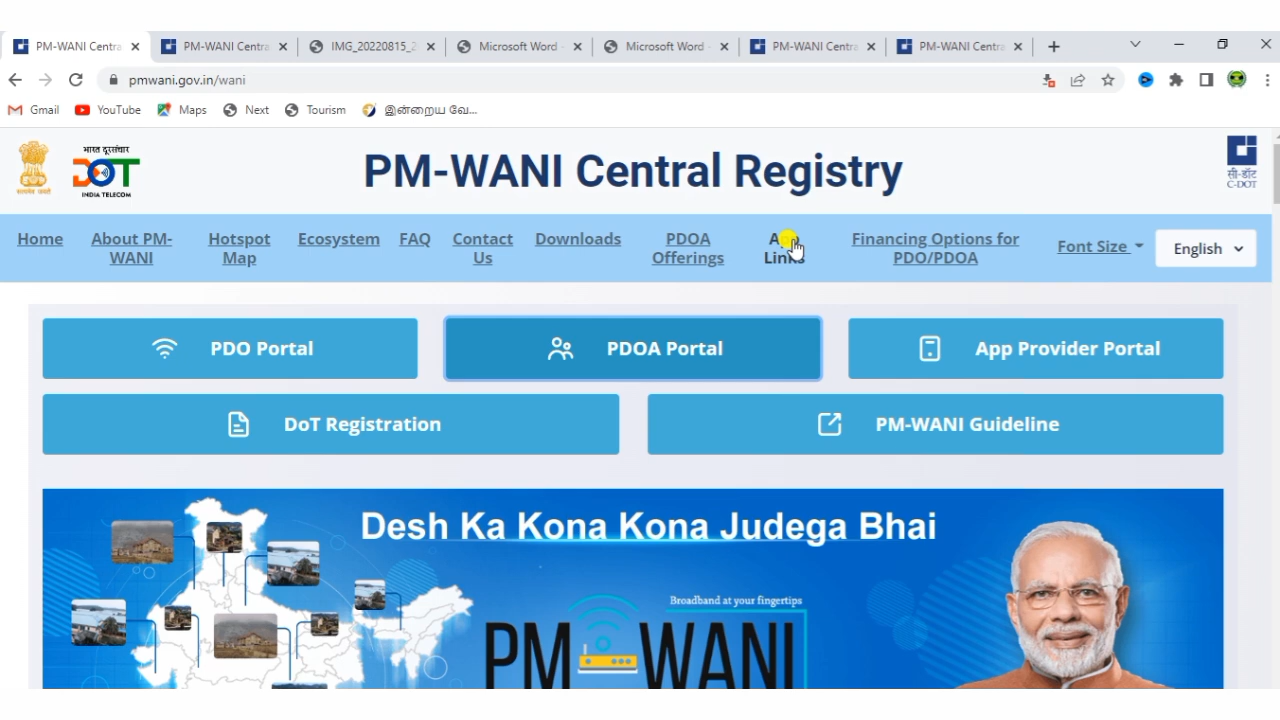 PM-WANI Centra
PM-WANI Centra
IMG_20220815_2
Microsoft Word -
Microsoft Word -
PM-WANI Centra
PM-WANI Centra
pmwani.gov.in/wani
Gmail
YouTube
Maps
Next
Tourism
இன்றைய வே...
भारत दूरसंचार
DOT
INDIA TELECOM
PM-WANI Central Registry
सी-डॉट
C-DOT
Home
About PM-
WANI
Hotspot
Map
Ecosystem
FAQ
Contact
Us
Downloads
PDOA
Offerings
App
Links
Financing Options for
PDO/PDOA
Font Size
English
PDO Portal
PDOA Portal
App Provider Portal
DoT Registration
PM-WANI Guideline
Desh Ka Kona Kona Judega Bhai
Broadband at your fingertips
PM WANI